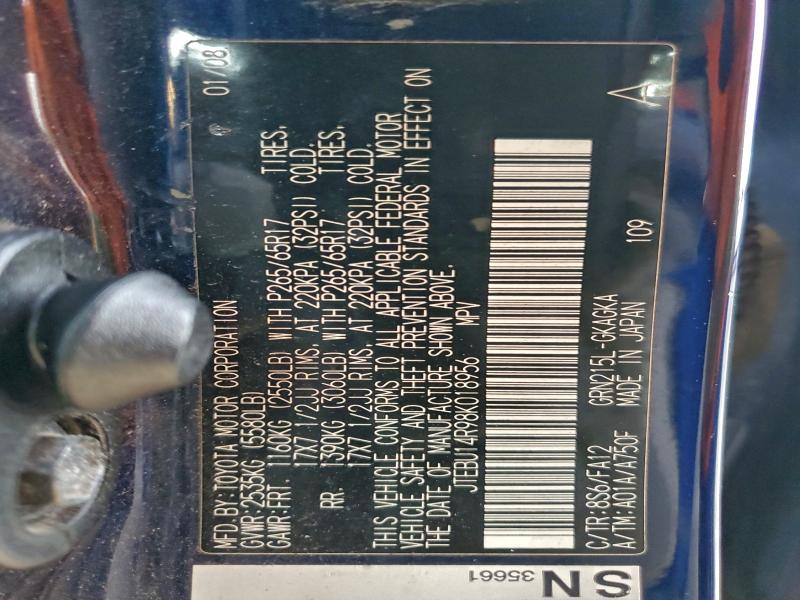 MFD. BY: TOYOTA MOTOR CORPORATION 01/08
GVWR: 2535KG (5580LB)
GAWR: FRT. 1160KG (2550LB) WITH P265/65R17 TIRES,
17X7 1/2JJ RIMS, AT 220KPA (32PSI) COLD.
RR. 1390KG (3060LB) WITH P265/65R17 TIRES,
17X7 1/2JJ RIMS, AT 220KPA (32PSI) COLD.
THIS VEHICLE CONFORMS TO ALL APPLICABLE FEDERAL MOTOR
VEHICLE SAFETY AND THEFT PREVENTION STANDARDS IN EFFECT ON
THE DATE OF MANUFACTURE SHOWN ABOVE.
JTEBU14R98K018956 MPV
C/TR: 8S6/FA12 GRN215L-GKAGKA
A/TM: A01A/A750F MADE IN JAPAN 109
A
SN
35661